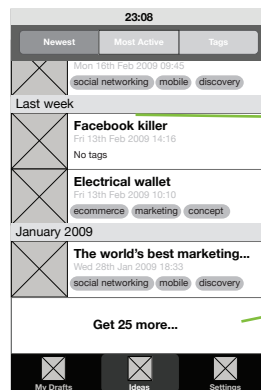 23:08
Newest Most Active Tags
Mon 16th Feb 2009 09:45
social networking mobile discovery
Last week
Facebook killer
Fri 13th Feb 2009 14:16
No tags
Electrical wallet
Fri 13th Feb 2009 10:10
ecommerce marketing concept
January 2009
The world's best marketing...
Wed 28th Jan 2009 18:33
social networking mobile discovery
Get 25 more...
My Drafts Ideas Settings